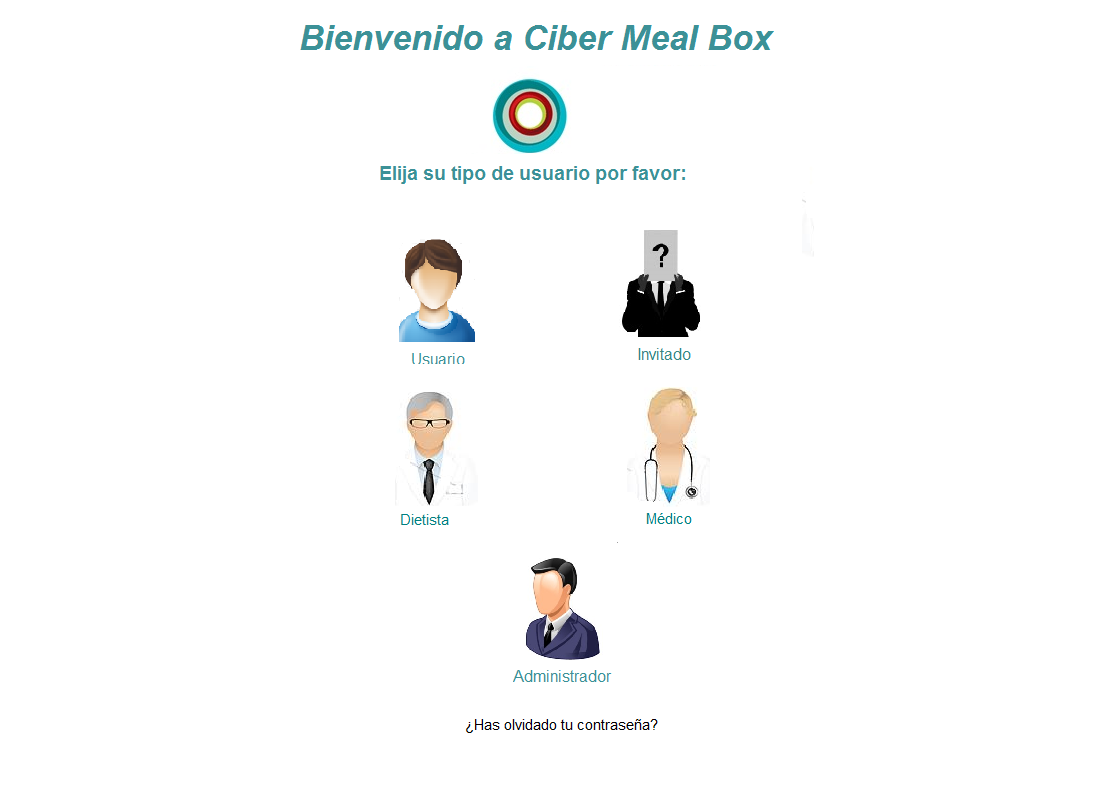 Bienvenido a Ciber Meal Box
Elija su tipo de usuario por favor:
?
Usuario
Invitado
Dietista
Médico
Administrador
¿Has olvidado tu contraseña?